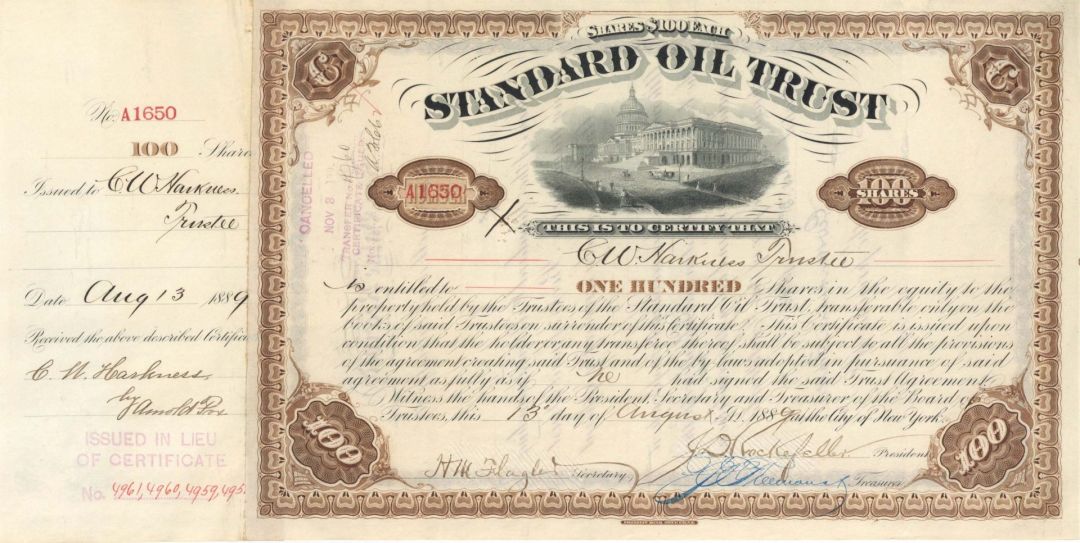 No. A1650
100 Share
Issued to C W Harkness
Trustee
Date Aug 13 1889
Received the above described Certific
C. W. Harkness
by
ISSUED IN LIEU
OF CERTIFICATE
No. 4961, 4960, 4959, 495
SHARES $100 EACH
STANDARD OIL TRUST
CANCELLED
NOV 2
TRANSFER No.
CERTIFICATE
A1650
100
SHARES
THIS IS TO CERTIFY THAT
C W Harkness Trustee
is entitled to ONE HUNDRED Shares in the equity to the
property held by the Trustees of the Standard Oil Trust, transferable only on the
books of said Trustees on surrender of this Certificate. This Certificate is issued upon
condition that the holder or any transferee thereof shall be subject to all the provisions
of the agreement creating said Trust and of the by-laws adopted in pursuance of said
agreement as fully as if he had signed the said Trust Agreement.
Witness the hands of the President, Secretary and Treasurer of the Board of
Trustees, this 13 day of August A.D. 1889 at the City of New York.
J D Rockefeller President
H M Flagler Secretary
Treasurer
100
100